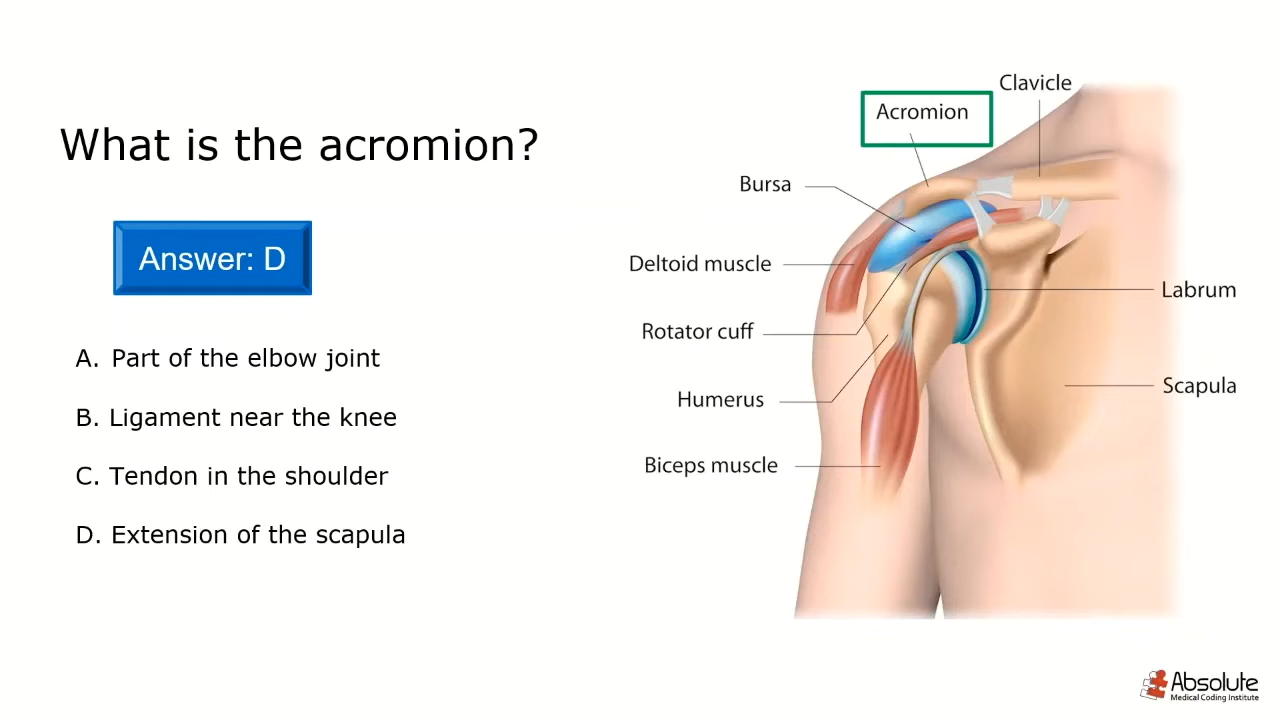 What is the acromion?
Answer: D
A. Part of the elbow joint
B. Ligament near the knee
C. Tendon in the shoulder
D. Extension of the scapula
Clavicle
Acromion
Bursa
Deltoid muscle
Labrum
Rotator cuff
Scapula
Humerus
Biceps muscle
Absolute
Medical Coding Institute